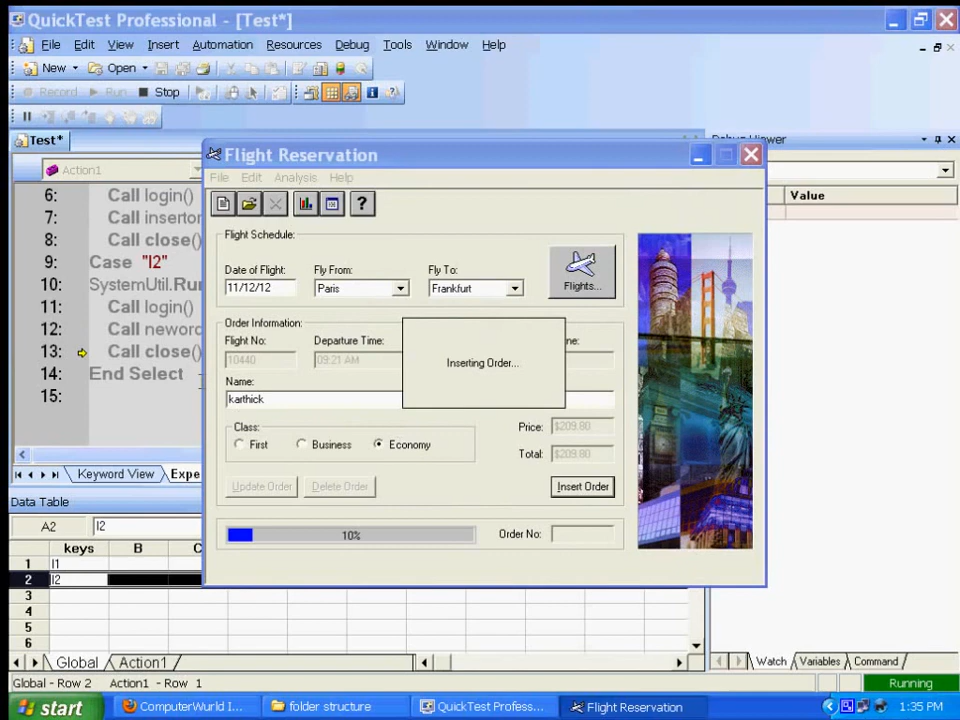 QuickTest Professional - [Test*]
File Edit View Insert Automation Resources Debug Tools Window Help
New Open
Record Run Stop
Test*
Debug Viewer
Action1
Value
6: Call login()
7: Call insertor
8: Call close()
9: Case "I2"
10: SystemUtil.Run
11: Call login()
12: Call neword
13: Call close()
14: End Select
15:
Keyword View Expe
Flight Reservation
File Edit Analysis Help
Flight Schedule:
Date of Flight: Fly From: Fly To:
11/12/12 Paris Frankfurt
Flights...
Order Information:
Flight No: Departure Time: me:
10440 09:21 AM
Inserting Order...
Name:
karthick
Class:
First Business Economy
Price: $209.80
Total: $209.80
Update Order Delete Order Insert Order
10% Order No:
Data Table
A2 I2
keys B C
1 I1
2 I2
3
4
5
6
Global Action1
Watch Variables Command
Global - Row 2 Action1 - Row 1 Running
start ComputerWorld I... folder structure QuickTest Profess... Flight Reservation 1:35 PM